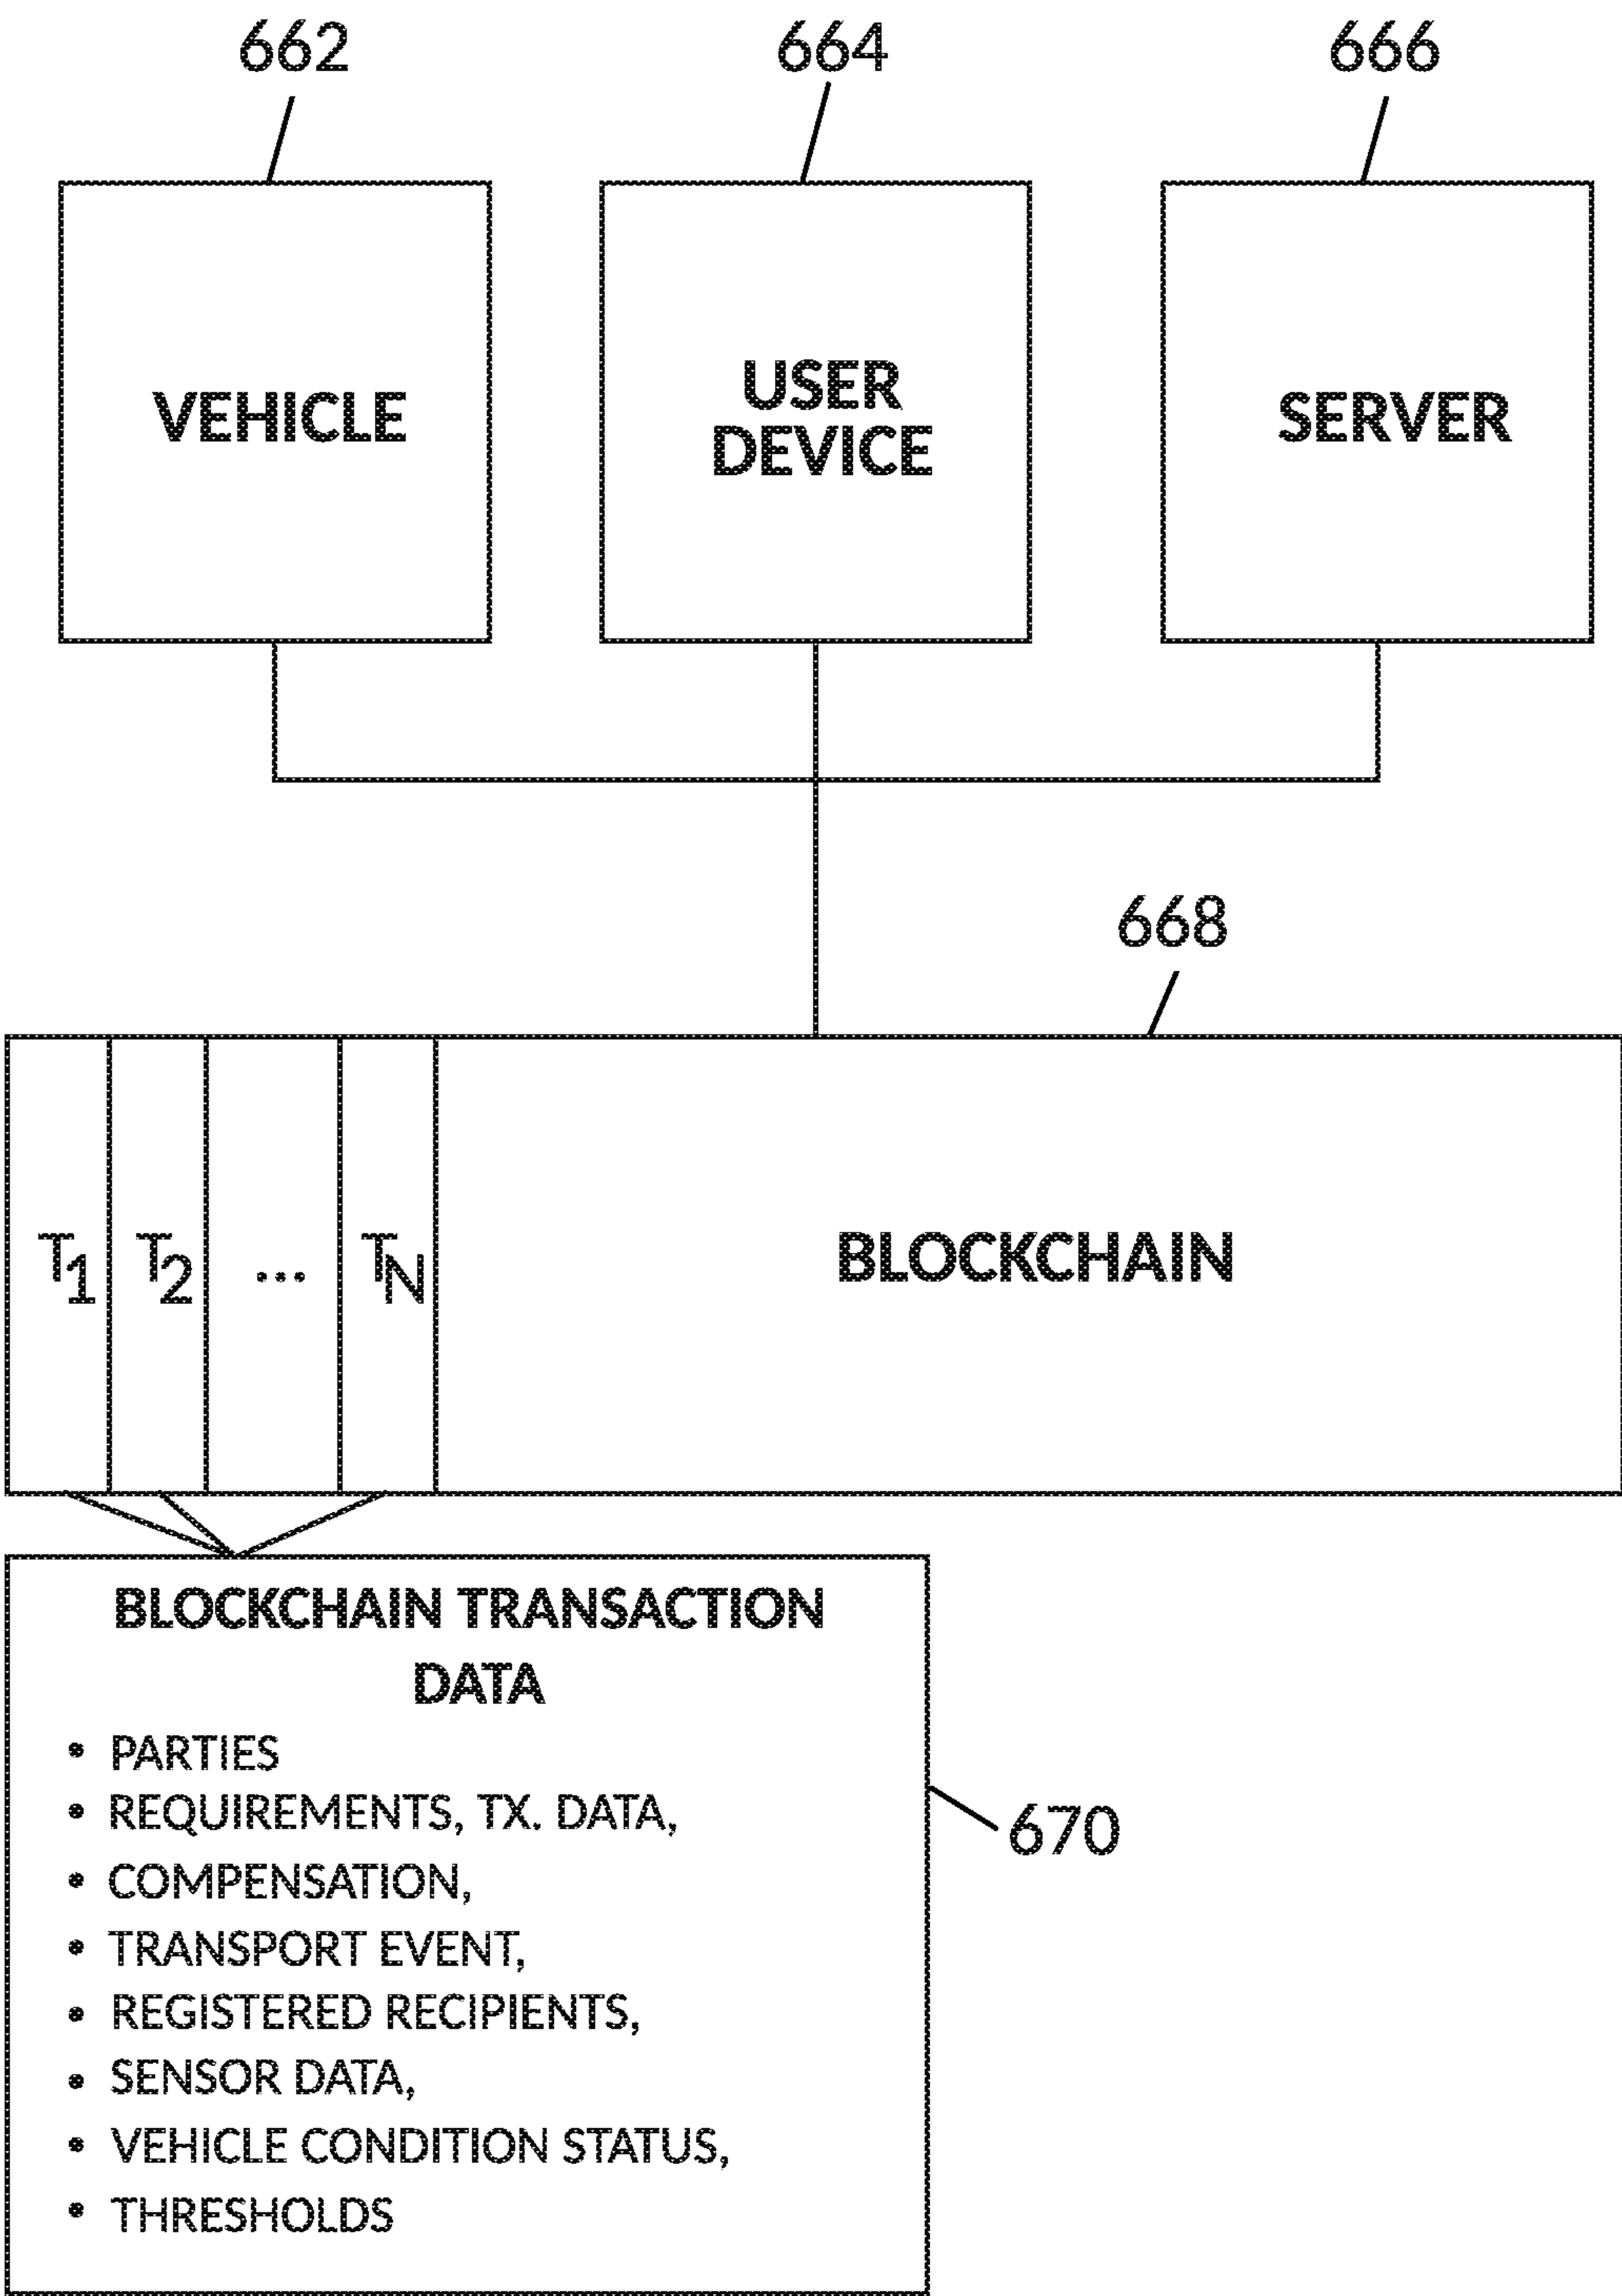 662
664
666
VEHICLE
USER
DEVICE
SERVER
668
T1
T2
...
TN
BLOCKCHAIN
BLOCKCHAIN TRANSACTION
DATA
• PARTIES
• REQUIREMENTS, TX. DATA,
• COMPENSATION,
• TRANSPORT EVENT,
• REGISTERED RECIPIENTS,
• SENSOR DATA,
• VEHICLE CONDITION STATUS,
• THRESHOLDS
670